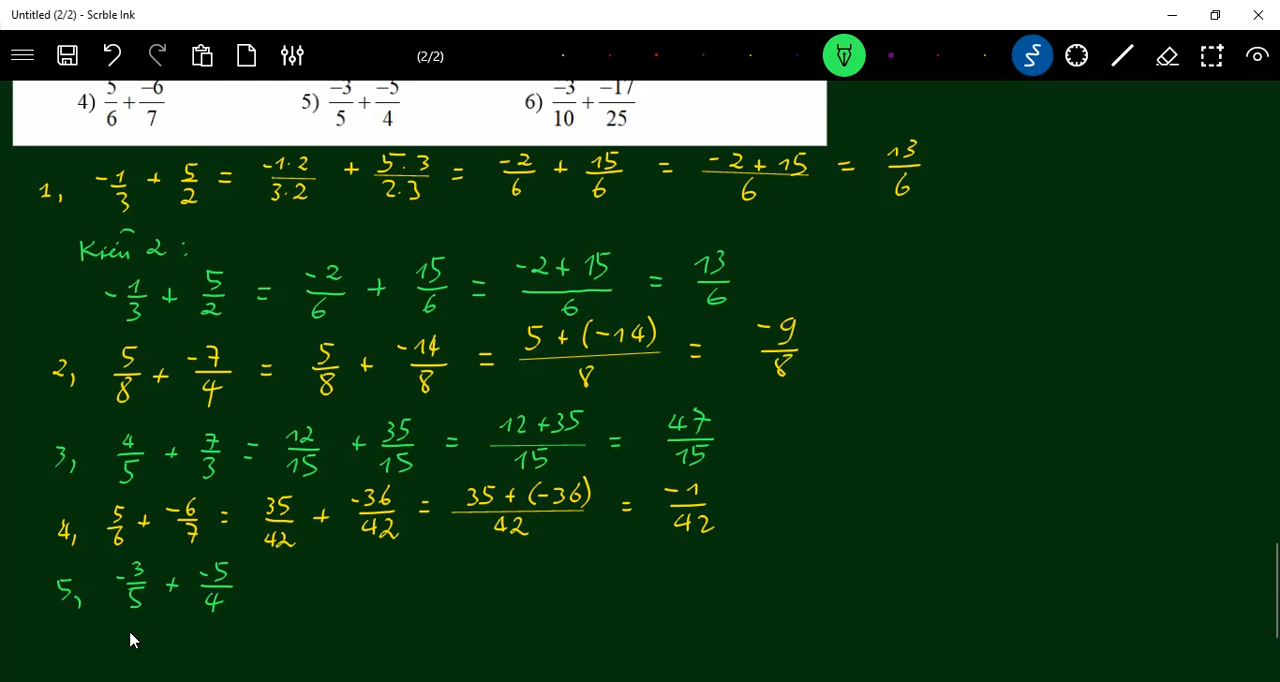 Untitled (2/2) - Scrble Ink
(2/2)
4) 5/6 + -6/7 5) -3/5 + -5/4 6) -3/10 + -17/25
1, -1/3 + 5/2 = -1·2/3·2 + 5·3/2·3 = -2/6 + 15/6 = -2+15/6 = 13/6
Kiển 2 :
-1/3 + 5/2 = -2/6 + 15/6 = -2+15/6 = 13/6
2, 5/8 + -7/4 = 5/8 + -14/8 = 5+(-14)/8 = -9/8
3, 4/5 + 7/3 = 12/15 + 35/15 = 12+35/15 = 47/15
4, 5/6 + -6/7 = 35/42 + -36/42 = 35+(-36)/42 = -1/42
5, -3/5 + -5/4